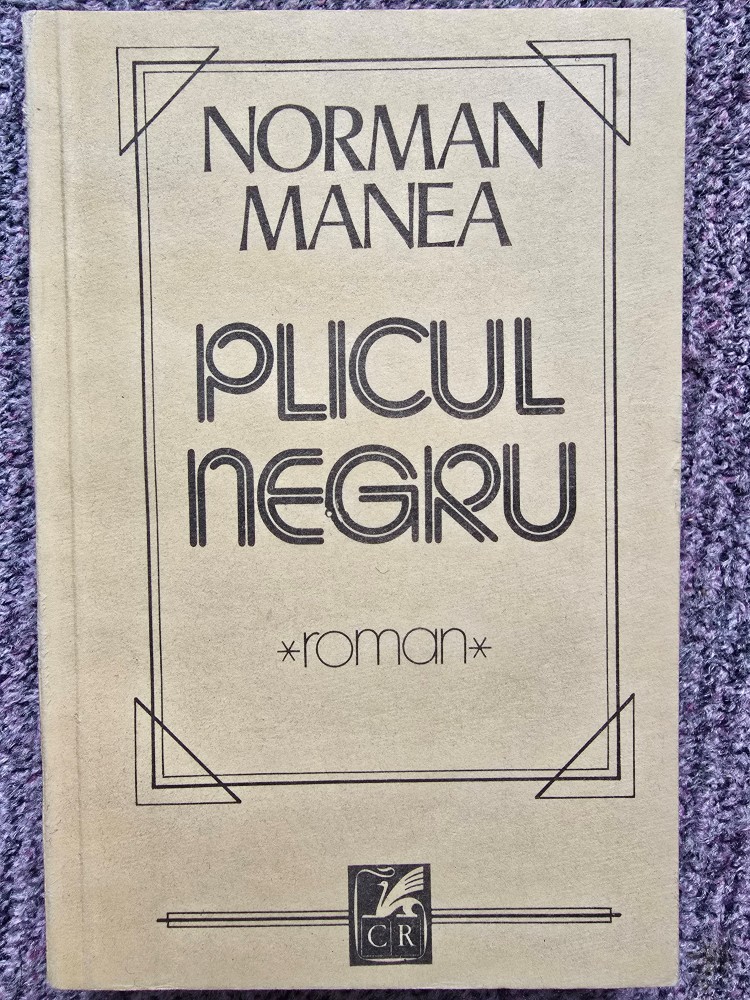 NORMAN
MANEA
PLICUL
NEGRU
*roman*
CR